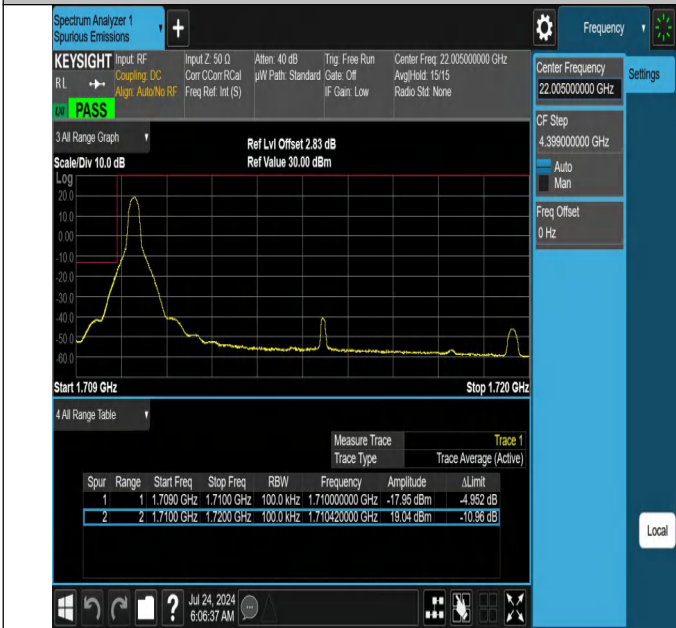 Spectrum Analyzer 1
Spurious Emissions
+
Frequency
KEYSIGHT Input: RF Input Z: 50 Ω Atten: 40 dB Trig: Free Run Center Freq: 22.005000000 GHz
RL Coupling: DC Corr CCorr RCal µW Path: Standard Gate: Off Avg|Hold: 15/15
Align: Auto/No RF Freq Ref: Int (S) IF Gain: Low Radio Std: None
PASS
Center Frequency
22.005000000 GHz
Settings
CF Step
4.399000000 GHz
Auto
Man
Freq Offset
0 Hz
3 All Range Graph
Ref Lvl Offset 2.83 dB
Scale/Div 10.0 dB Ref Value 30.00 dBm
Log
20.0
10.0
0.00
-10.0
-20.0
-30.0
-40.0
-50.0
-60.0
Start 1.709 GHz Stop 1.720 GHz
4 All Range Table
Measure Trace Trace 1
Trace Type Trace Average (Active)
Spur Range Start Freq Stop Freq RBW Frequency Amplitude ΔLimit
1 1 1.7090 GHz 1.7100 GHz 100.0 kHz 1.710000000 GHz -17.95 dBm -4.952 dB
2 2 1.7100 GHz 1.7200 GHz 100.0 kHz 1.710420000 GHz 19.04 dBm -10.96 dB
Local
?
Jul 24, 2024
6:06:37 AM